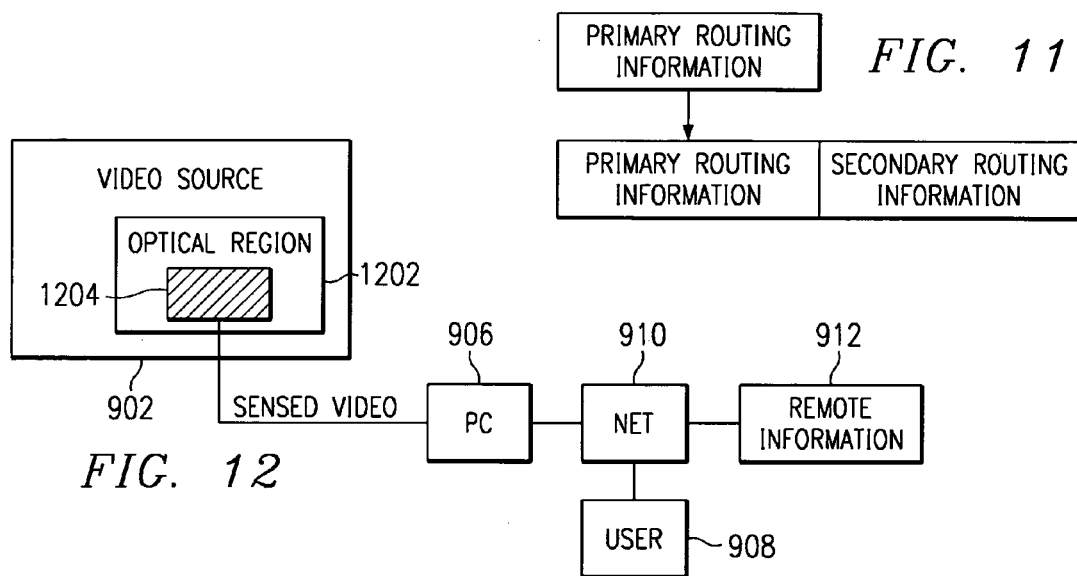 PRIMARY ROUTING
INFORMATION
FIG. 11
PRIMARY ROUTING
INFORMATION
SECONDARY ROUTING
INFORMATION
VIDEO SOURCE
OPTICAL REGION
1204
1202
902
SENSED VIDEO
906
PC
910
NET
912
REMOTE
INFORMATION
USER
908
FIG. 12